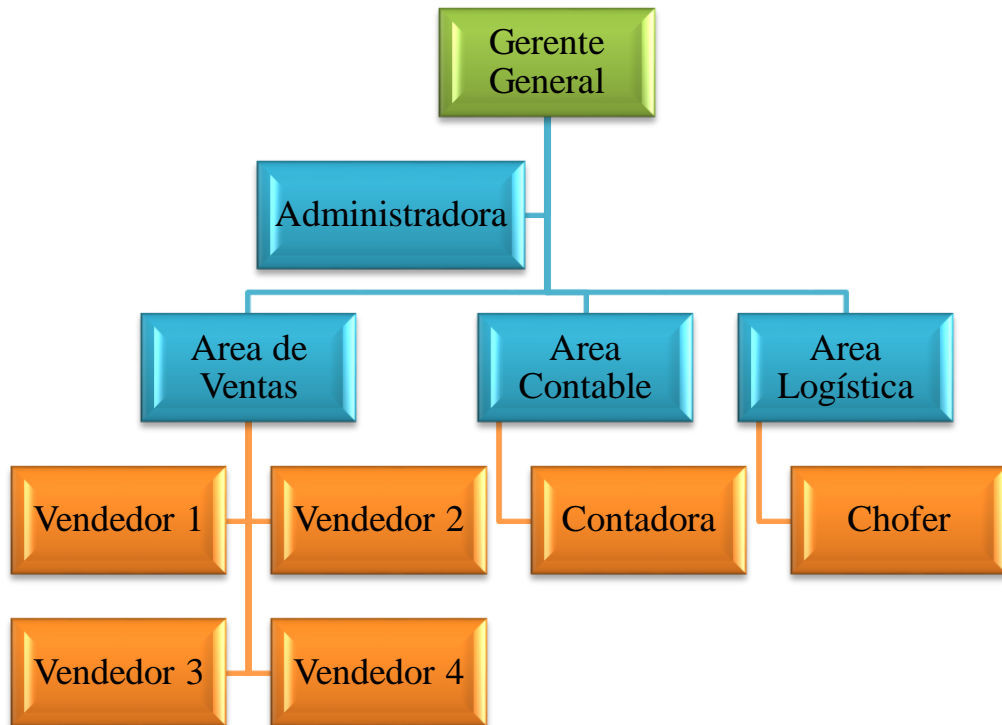 Gerente
General
Administradora
Area de
Ventas
Area
Contable
Area
Logística
Vendedor 1
Vendedor 2
Contadora
Chofer
Vendedor 3
Vendedor 4